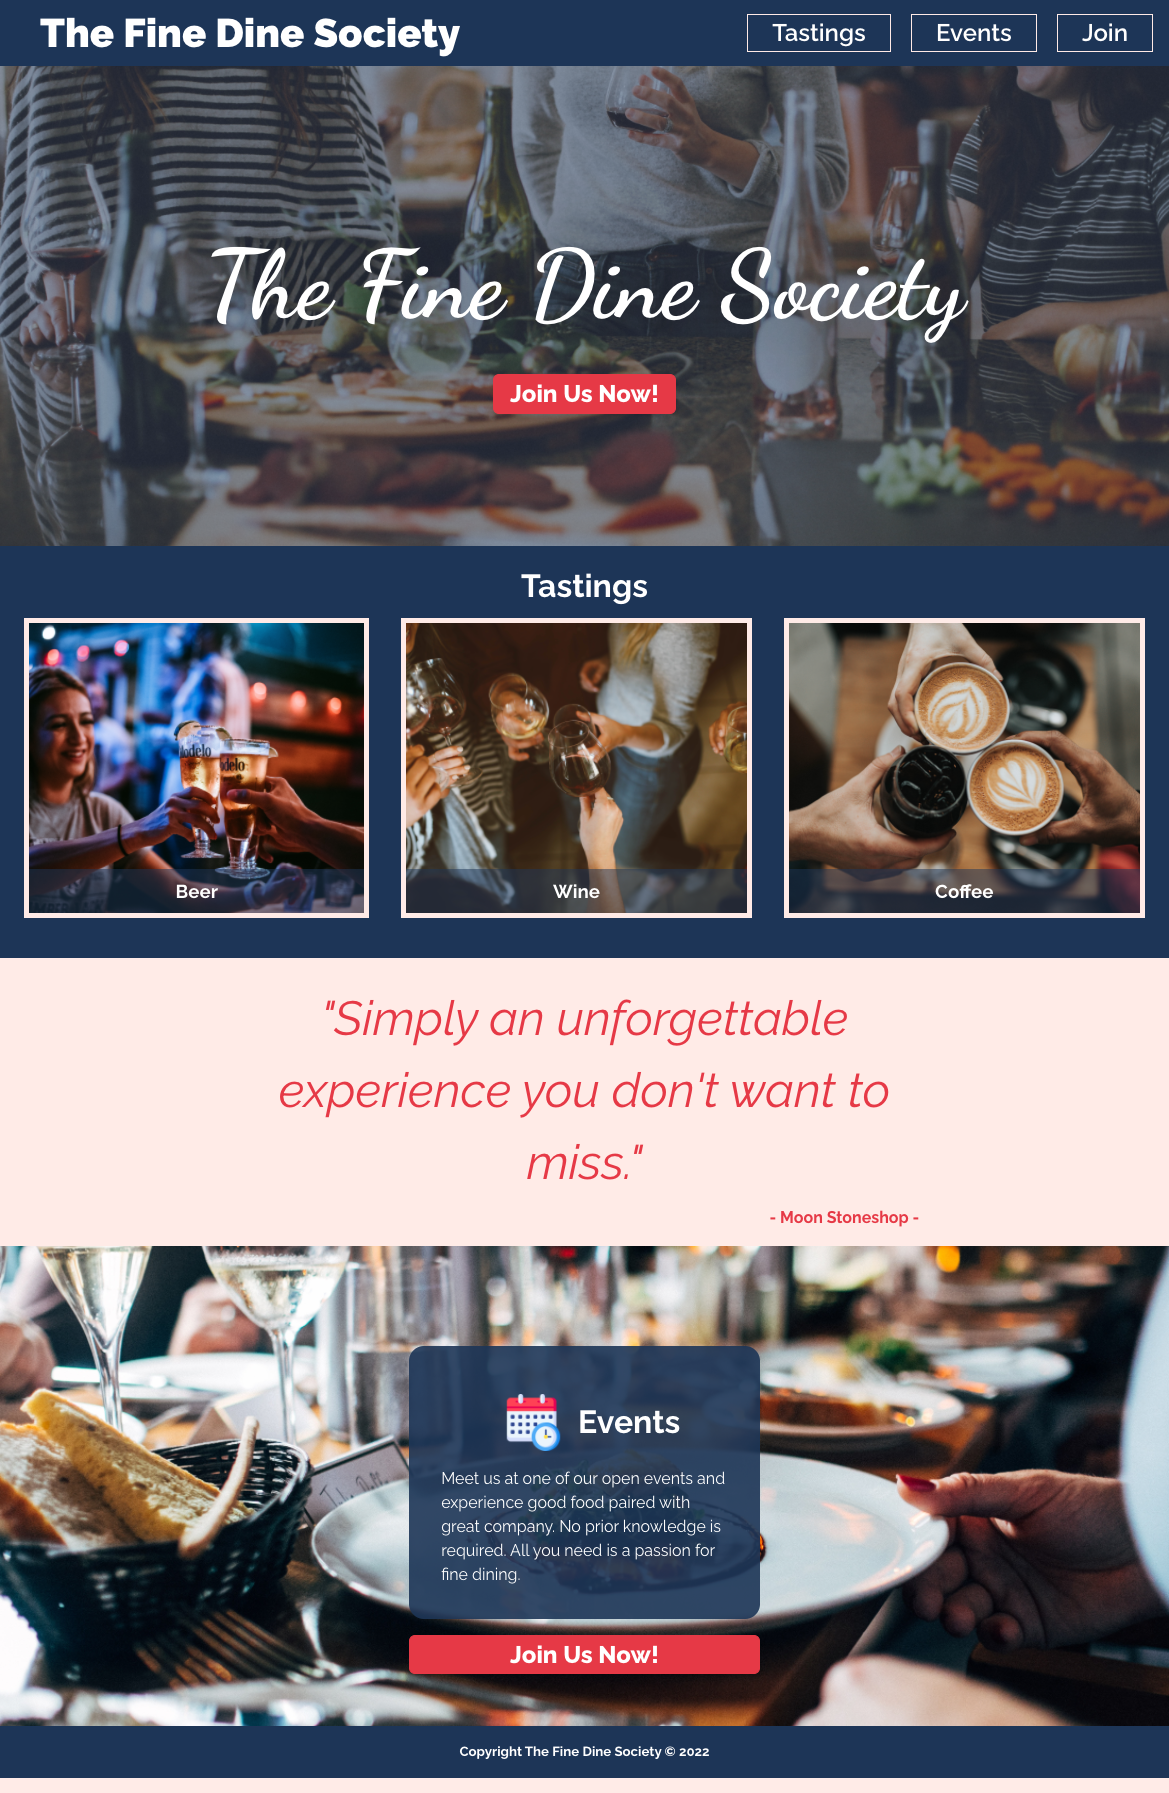 The Fine Dine Society
Tastings Events Join
The Fine Dine Society
Join Us Now!
Tastings
Modelo
Beer
Wine
Coffee
"Simply an unforgettable
experience you don't want to
miss."
- Moon Stoneshop -
Events
Meet us at one of our open events and
experience good food paired with
great company. No prior knowledge is
required. All you need is a passion for
fine dining.
Join Us Now!
Copyright The Fine Dine Society © 2022